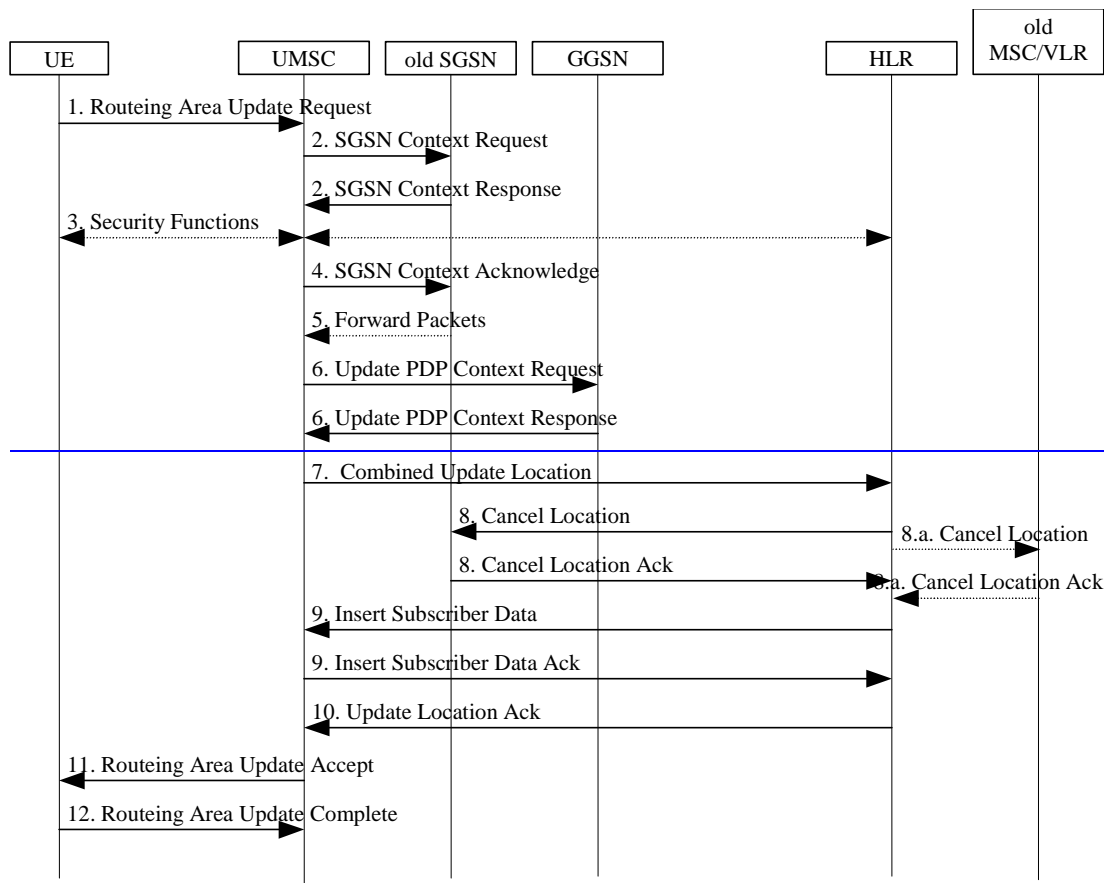 old
MSC/VLR
UE
UMSC
old SGSN
GGSN
HLR
1. Routeing Area Update Request
2. SGSN Context Request
2. SGSN Context Response
3. Security Functions
4. SGSN Context Acknowledge
5. Forward Packets
6. Update PDP Context Request
6. Update PDP Context Response
7. Combined Update Location
8. Cancel Location
8.a. Cancel Location
8. Cancel Location Ack
8.a. Cancel Location Ack
9. Insert Subscriber Data
9. Insert Subscriber Data Ack
10. Update Location Ack
11. Routeing Area Update Accept
12. Routeing Area Update Complete